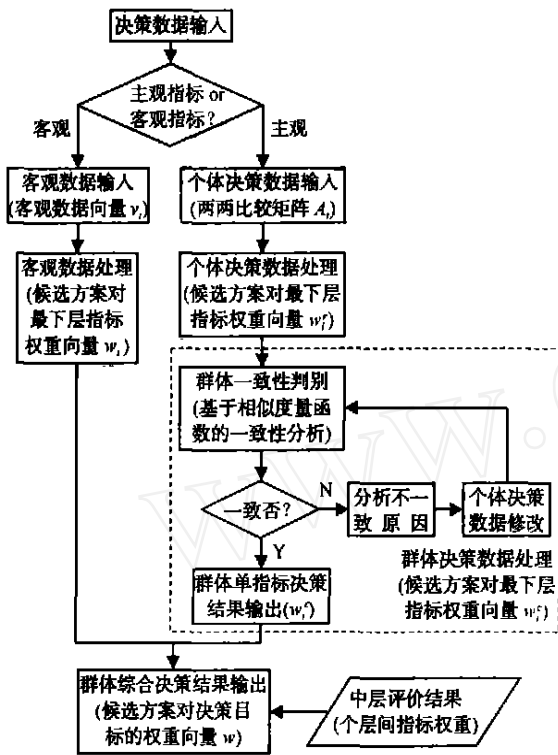 决策数据输入
主观指标 or
客观指标?
客观
主观
客观数据输入
(客观数据向量 vᵢ)
个体决策数据输入
(两两比较矩阵 Aᵢ)
客观数据处理
(候选方案对
最下层指标
权重向量 wᵢ)
个体决策数据处理
(候选方案对最下层
指标权重向量 wᵢᶜ)
群体一致性判别
(基于相似度量函
数的一致性分析)
一致否?
N
分析不一
致 原 因
个体决策
数据修改
Y
群体单指标决策
结果输出(wᵢᶜ)
群体决策数据处理
(候选方案对最下层
指标权重向量 wᵢᶜ)
群体综合决策结果输出
(候选方案对决策目
标的权重向量 w)
中层评价结果
(个层间指标权重)
WWW.